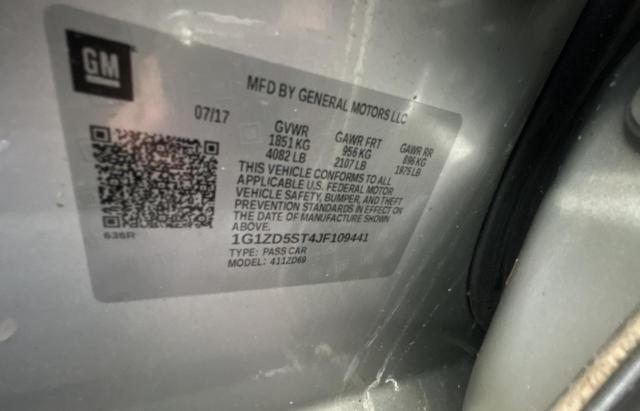 GM
MFD BY GENERAL MOTORS LLC
07/17
GVWR GAWR FRT GAWR RR
1851 KG 956 KG 896 KG
4082 LB 2107 LB 1975 LB
THIS VEHICLE CONFORMS TO ALL
APPLICABLE U.S. FEDERAL MOTOR
VEHICLE SAFETY, BUMPER, AND THEFT
PREVENTION STANDARDS IN EFFECT ON
THE DATE OF MANUFACTURE SHOWN
ABOVE.
636R
1G1ZD5ST4JF109441
TYPE: PASS CAR
MODEL: 411ZD69